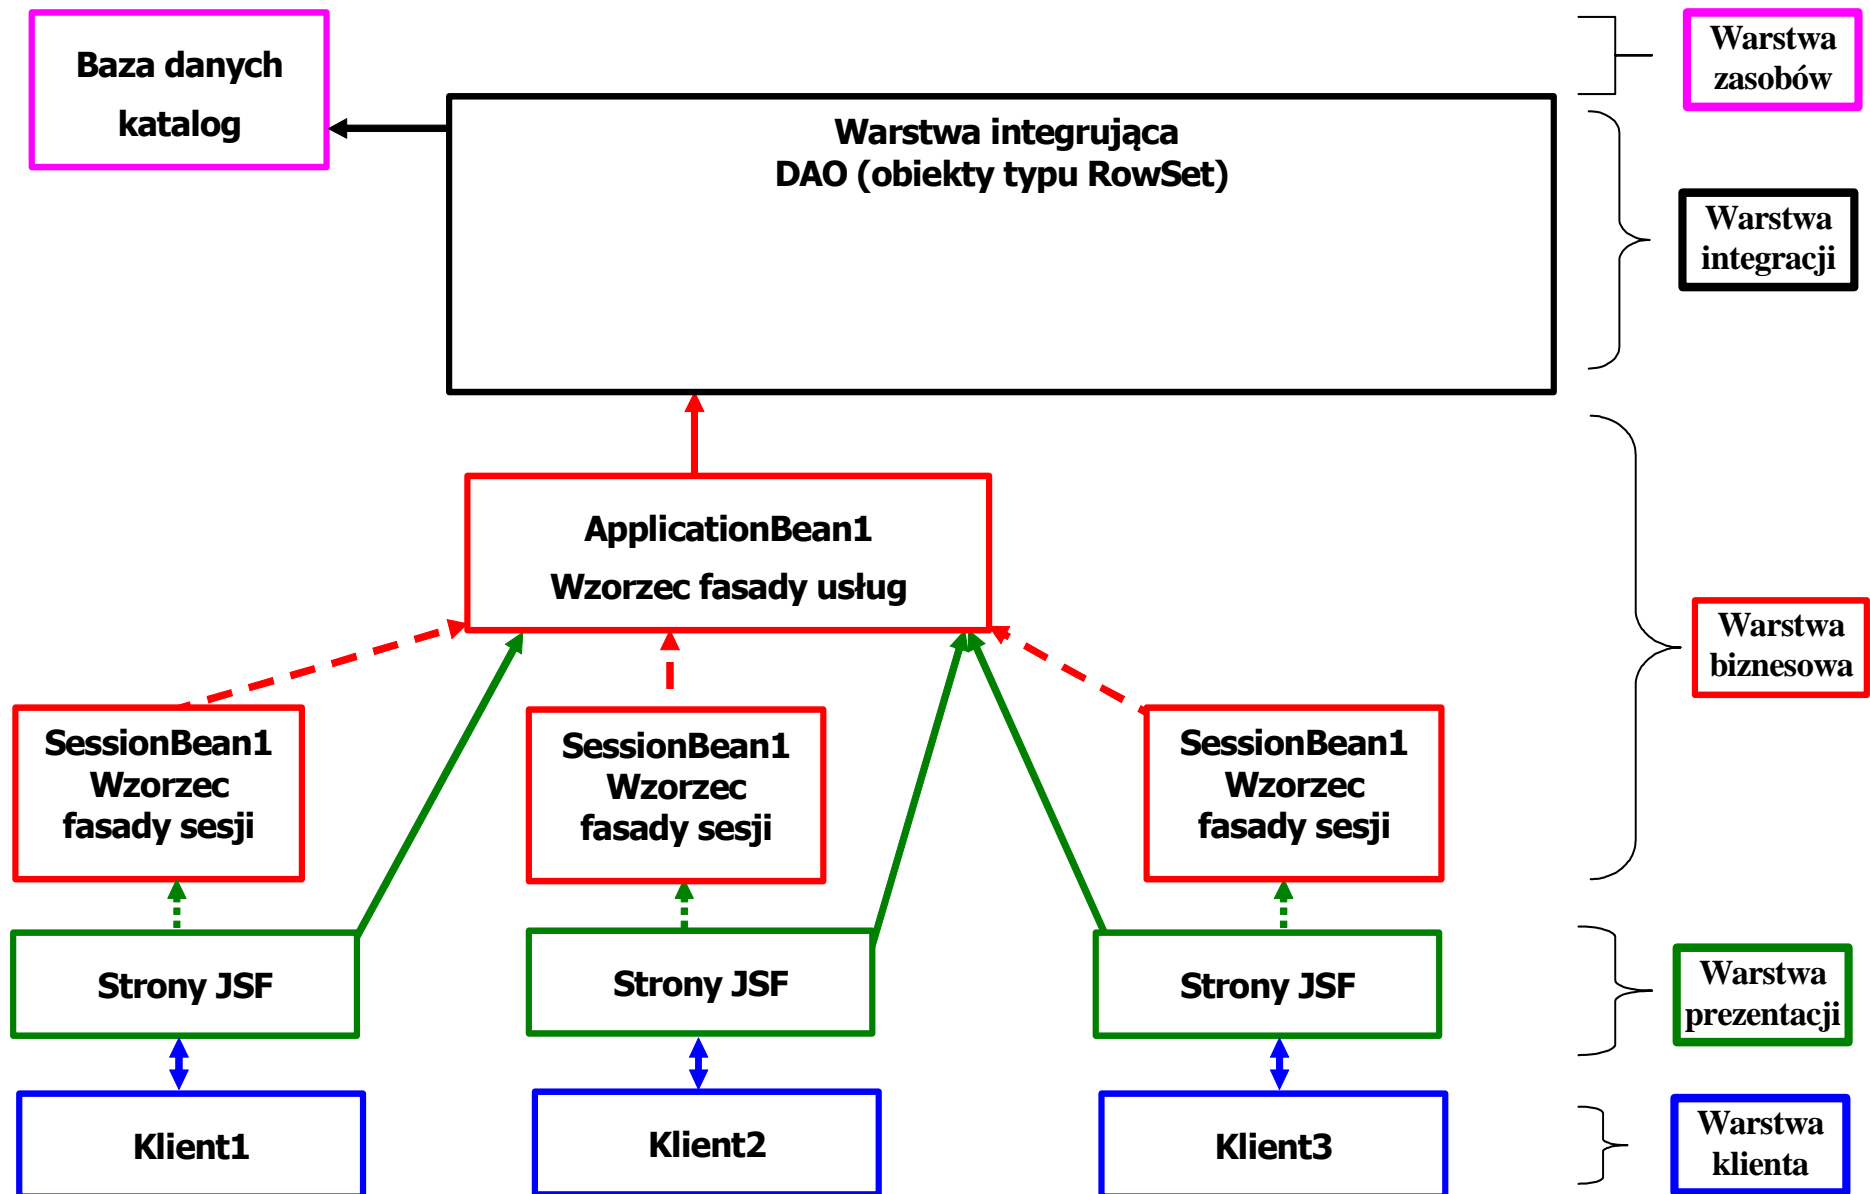 Baza danych
katalog
Warstwa
zasobów
Warstwa integrująca
DAO (obiekty typu RowSet)
Warstwa
integracji
ApplicationBean1
Wzorzec fasady usług
Warstwa
biznesowa
SessionBean1
Wzorzec
fasady sesji
SessionBean1
Wzorzec
fasady sesji
SessionBean1
Wzorzec
fasady sesji
Strony JSF
Strony JSF
Strony JSF
Warstwa
prezentacji
Klient1
Klient2
Klient3
Warstwa
klienta